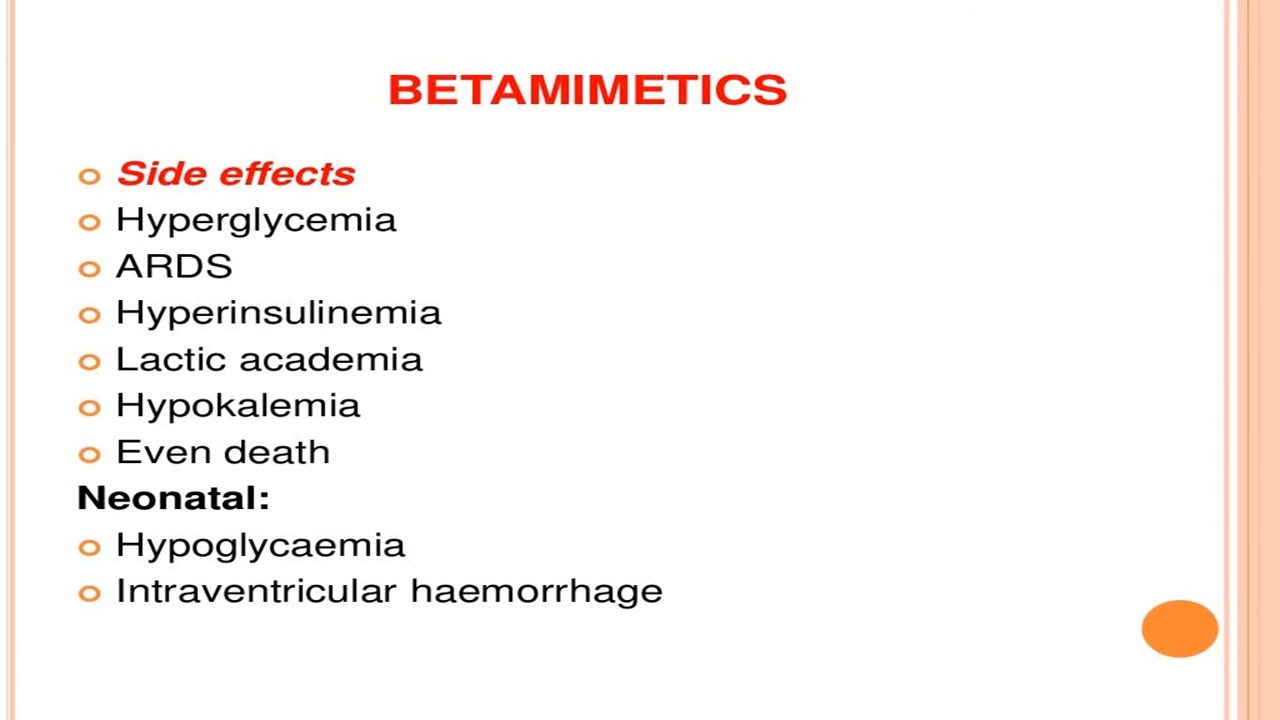 BETAMIMETICS
Side effects
Hyperglycemia
ARDS
Hyperinsulinemia
Lactic academia
Hypokalemia
Even death
Neonatal:
Hypoglycaemia
Intraventricular haemorrhage